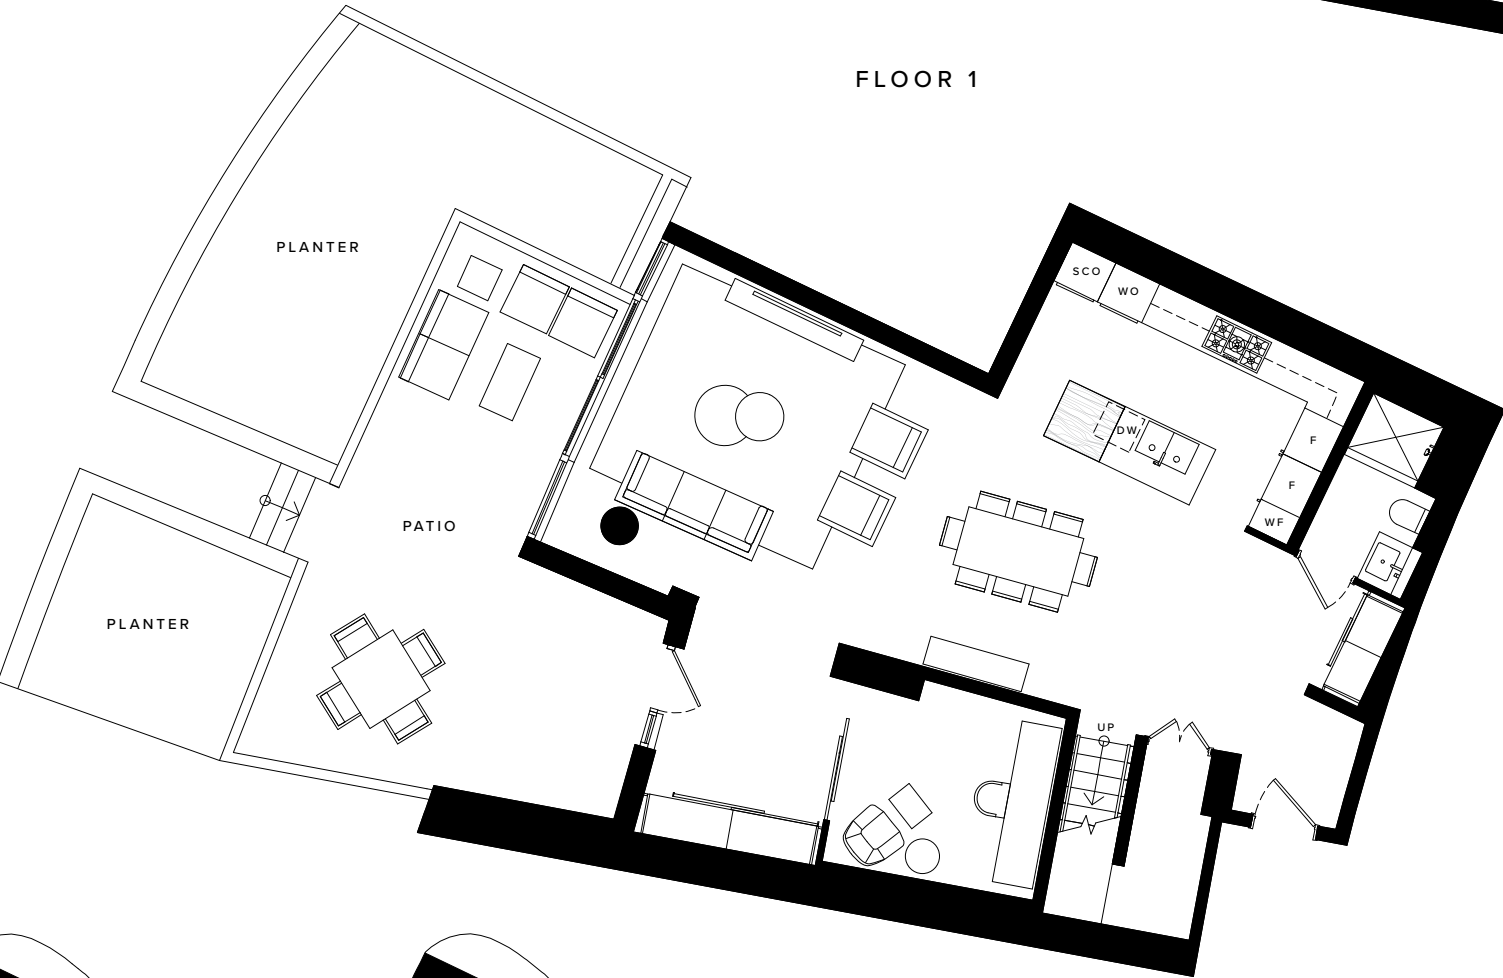 FLOOR 1
PLANTER
SCO
WO
DW
F
F
WF
PATIO
PLANTER
UP